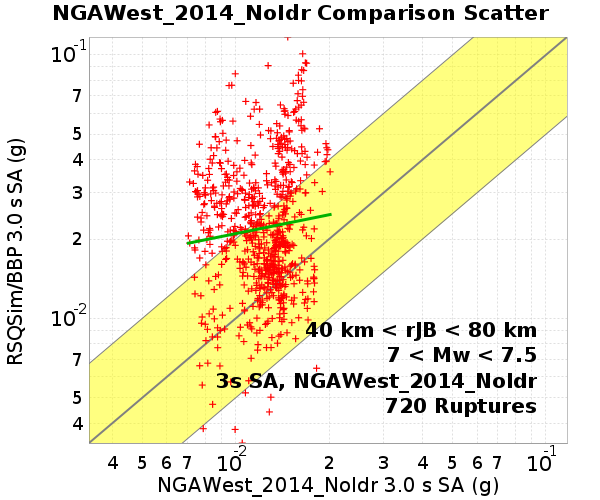 NGAWest_2014_NoIdr Comparison Scatter
RSQSim/BBP 3.0 s SA (g)
10^-1
7
5
4
3
2
10^-2
7
5
4
40 km < rJB < 80 km
7 < Mw < 7.5
3s SA, NGAWest_2014_NoIdr
720 Ruptures
4 5 6 7 10^-2 2 3 4 5 6 7 10^-1
NGAWest_2014_NoIdr 3.0 s SA (g)